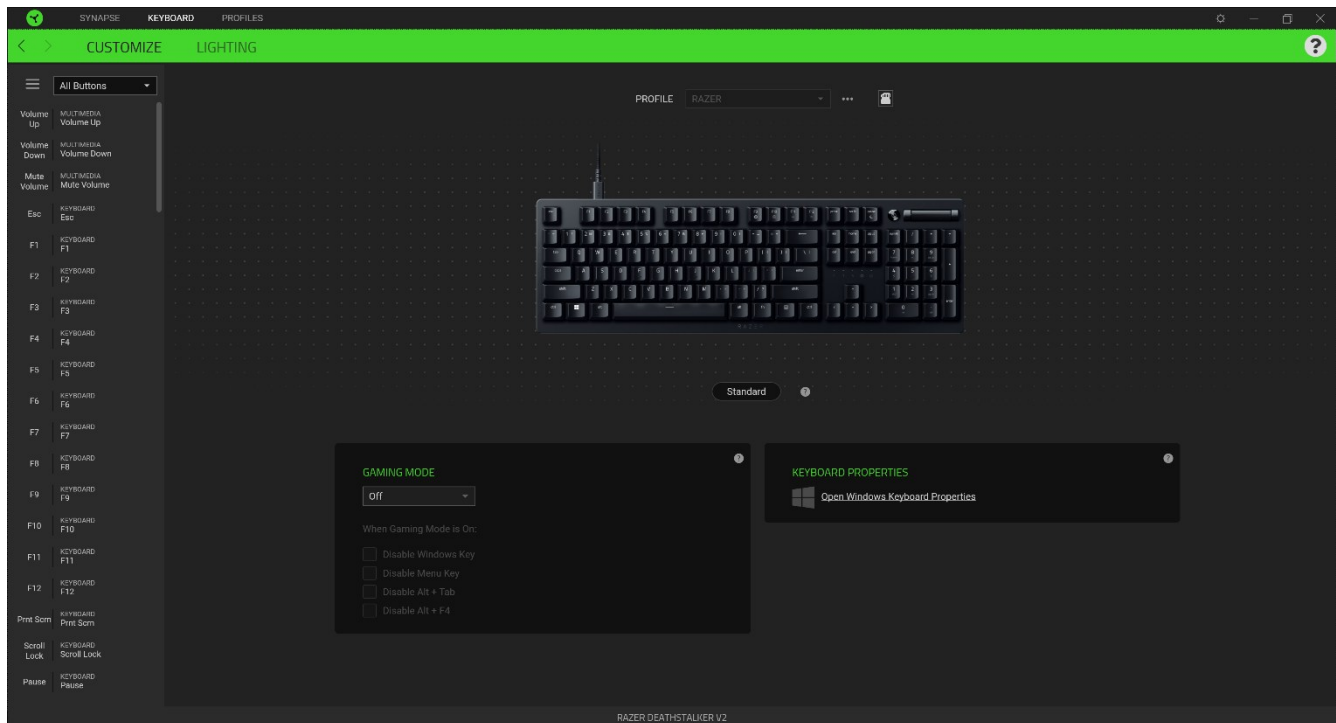 SYNAPSE KEYBOARD PROFILES
CUSTOMIZE LIGHTING
?
All Buttons
PROFILE RAZER
Volume Up MULTIMEDIA Volume Up
Volume Down MULTIMEDIA Volume Down
Mute Volume MULTIMEDIA Mute Volume
Esc KEYBOARD Esc
F1 KEYBOARD F1
F2 KEYBOARD F2
F3 KEYBOARD F3
F4 KEYBOARD F4
F5 KEYBOARD F5
F6 KEYBOARD F6
F7 KEYBOARD F7
F8 KEYBOARD F8
F9 KEYBOARD F9
F10 KEYBOARD F10
F11 KEYBOARD F11
F12 KEYBOARD F12
Prnt Scrn KEYBOARD Prnt Scrn
Scroll Lock KEYBOARD Scroll Lock
Pause KEYBOARD Pause
RAZER
Standard ?
GAMING MODE ?
Off
When Gaming Mode is On:
Disable Windows Key
Disable Menu Key
Disable Alt + Tab
Disable Alt + F4
KEYBOARD PROPERTIES ?
Open Windows Keyboard Properties
RAZER DEATHSTALKER V2